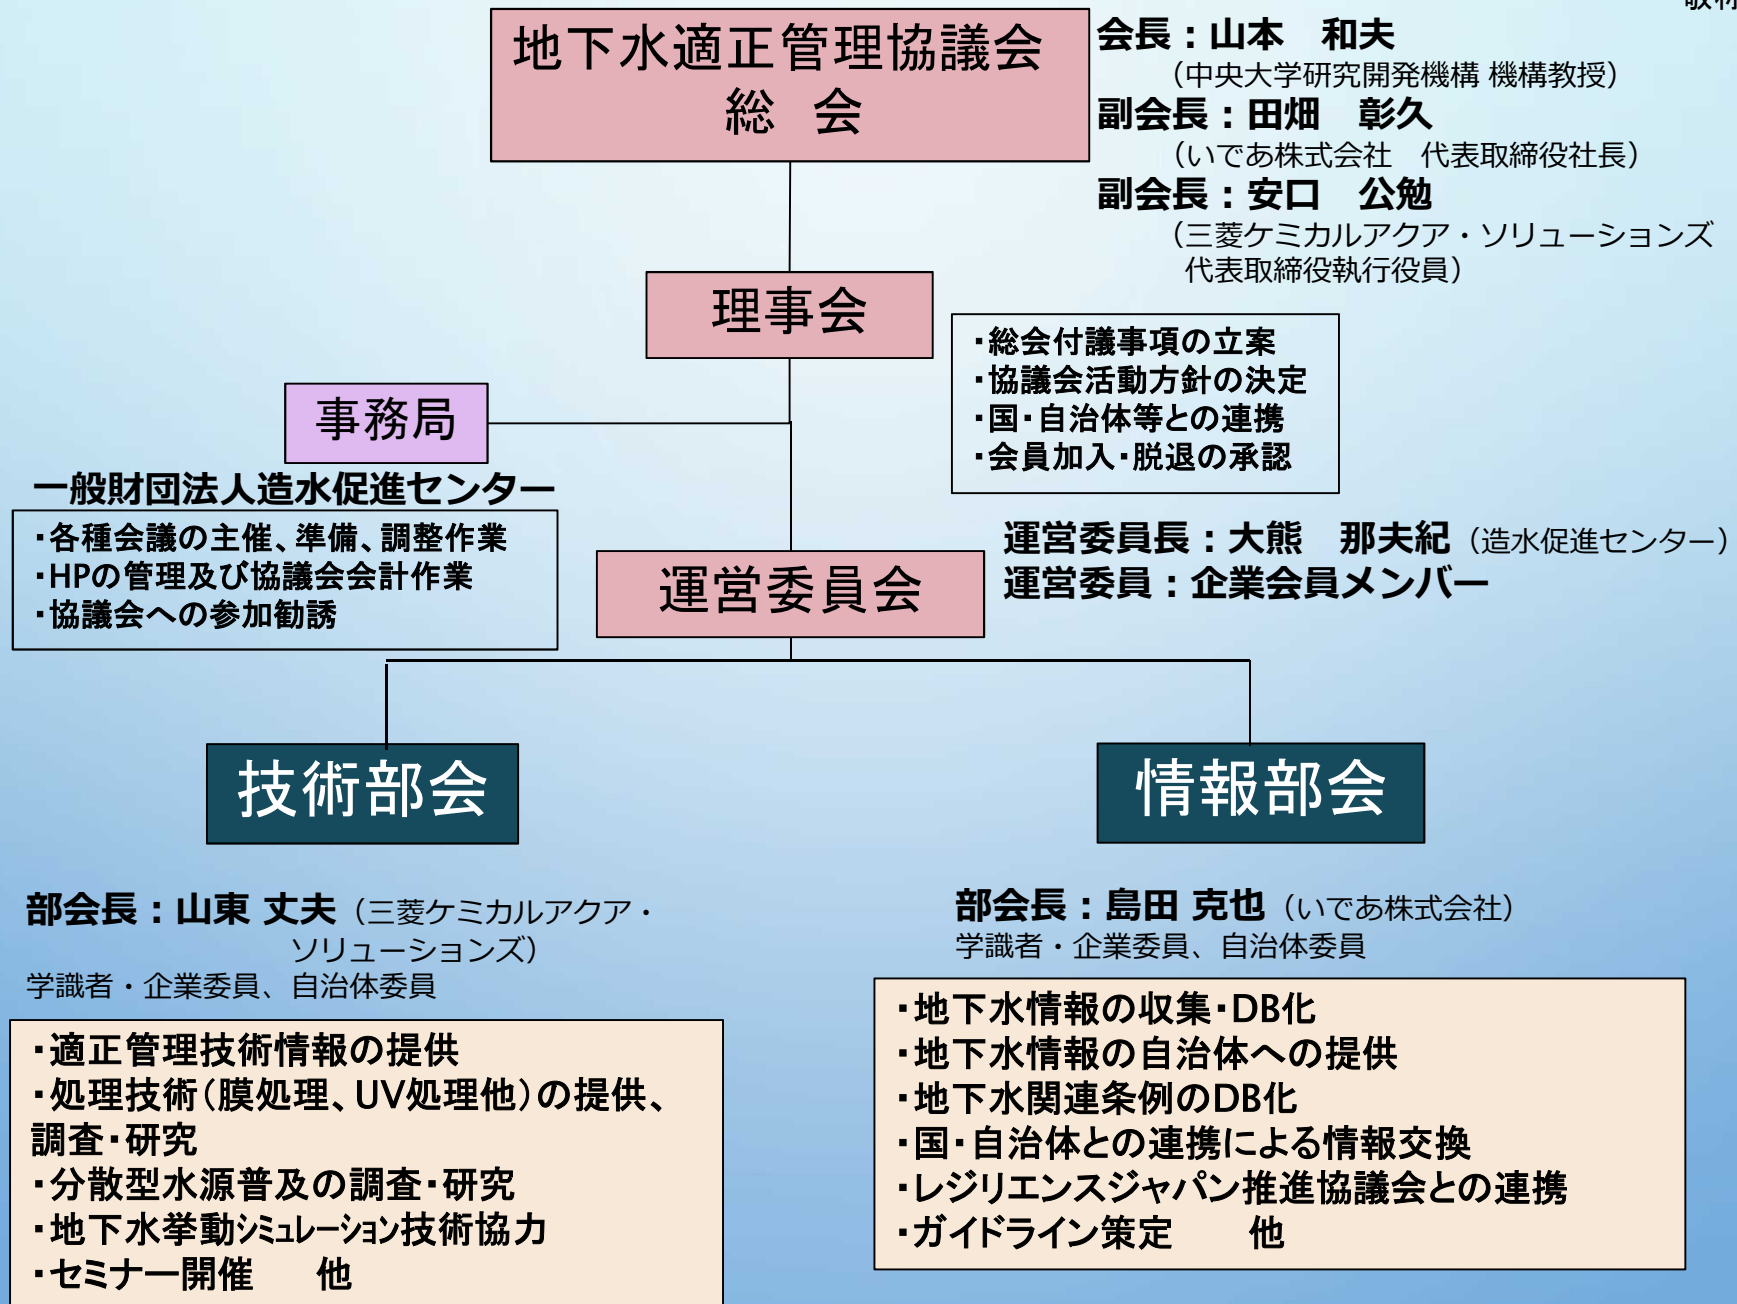 地下水適正管理協議会
総 会
会長：山本　和夫
（中央大学研究開発機構 機構教授）
副会長：田畑　彰久
（いであ株式会社　代表取締役社長）
副会長：安口　公勉
（三菱ケミカルアクア・ソリューションズ
代表取締役執行役員）
理事会
・総会付議事項の立案
・協議会活動方針の決定
・国・自治体等との連携
・会員加入・脱退の承認
事務局
一般財団法人造水促進センター
・各種会議の主催、準備、調整作業
・HPの管理及び協議会会計作業
・協議会への参加勧誘
運営委員会
運営委員長：大熊　那夫紀（造水促進センター）
運営委員：企業会員メンバー
技術部会
部会長：山東 丈夫（三菱ケミカルアクア・
ソリューションズ）
学識者・企業委員、自治体委員
・適正管理技術情報の提供
・処理技術（膜処理、UV処理他）の提供、
調査・研究
・分散型水源普及の調査・研究
・地下水挙動ｼﾐｭﾚｰｼｮﾝ技術協力
・セミナー開催　他
情報部会
部会長：島田 克也（いであ株式会社）
学識者・企業委員、自治体委員
・地下水情報の収集・DB化
・地下水情報の自治体への提供
・地下水関連条例のDB化
・国・自治体との連携による情報交換
・レジリエンスジャパン推進協議会との連携
・ガイドライン策定　　他